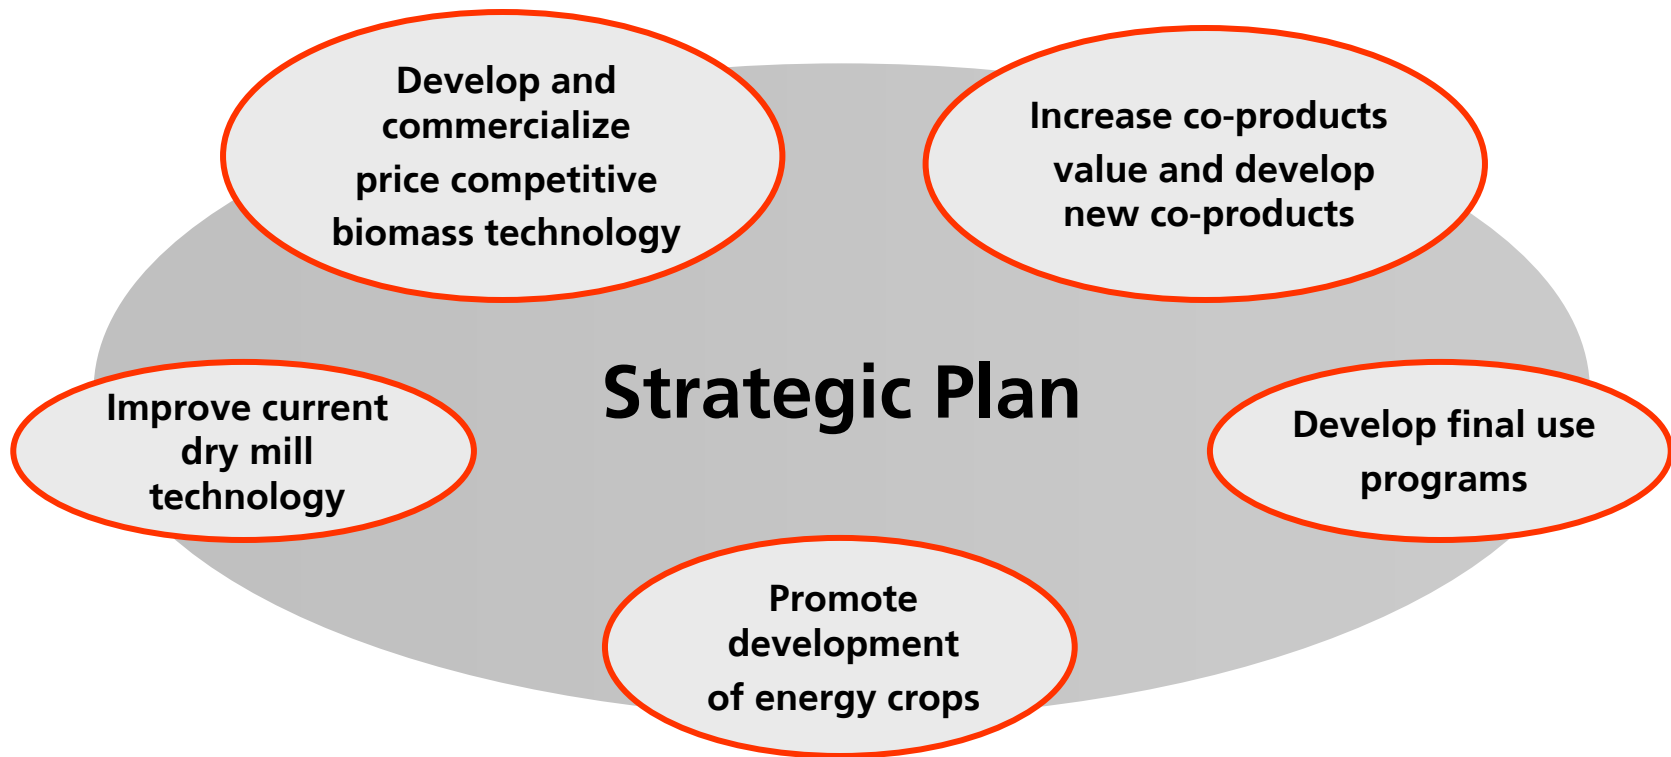 Develop and
commercialize
price competitive
biomass technology
Increase co-products
value and develop
new co-products
Strategic Plan
Improve current
dry mill
technology
Develop final use
programs
Promote
development
of energy crops